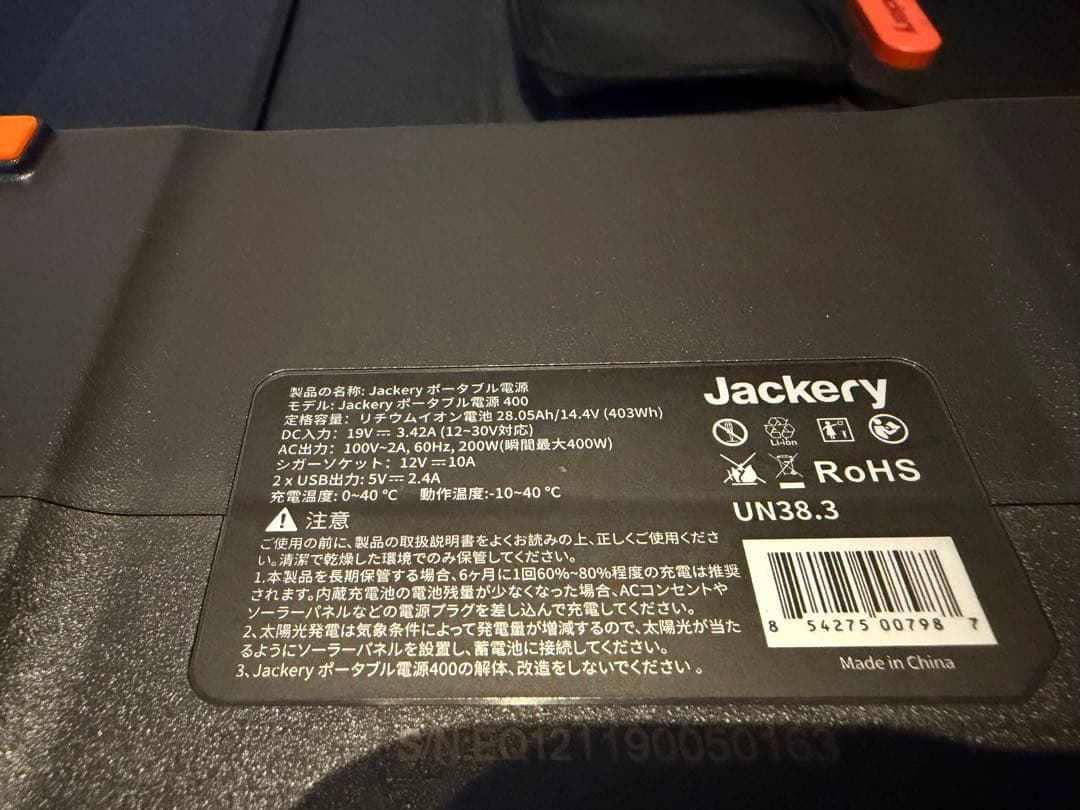 Jackery
製品の名称: Jackery ポータブル電源
モデル: Jackery ポータブル電源 400
定格容量: リチウムイオン電池 28.05Ah/14.4V (403Wh)
DC入力: 19V⎓3.42A (12~30V対応)
AC出力: 100V~2A, 60Hz, 200W(瞬間最大400W)
シガーソケット: 12V⎓10A
2 x USB出力: 5V⎓2.4A
充電温度: 0~40 °C 動作温度:-10~40 °C
注意
ご使用の前に、製品の取扱説明書をよくお読みの上、正しくご使用くださ
い。清潔で乾燥した環境でのみ保管してください。
1.本製品を長期保管する場合、6ヶ月に1回60%~80%程度の充電は推奨
されます。内蔵充電池の電池残量が少なくなった場合、ACコンセントや
ソーラーパネルなどの電源プラグを差し込んで充電してください。
2、太陽光発電は気象条件によって発電量が増減するので、太陽光が当た
るようにソーラーパネルを設置し、蓄電池に接続してください。
3、Jackery ポータブル電源400の解体、改造をしないでください 。
Jackery
Li-ion
RoHS
UN38.3
8 54275 00798 7
Made in China
S/N:EQ121190050163